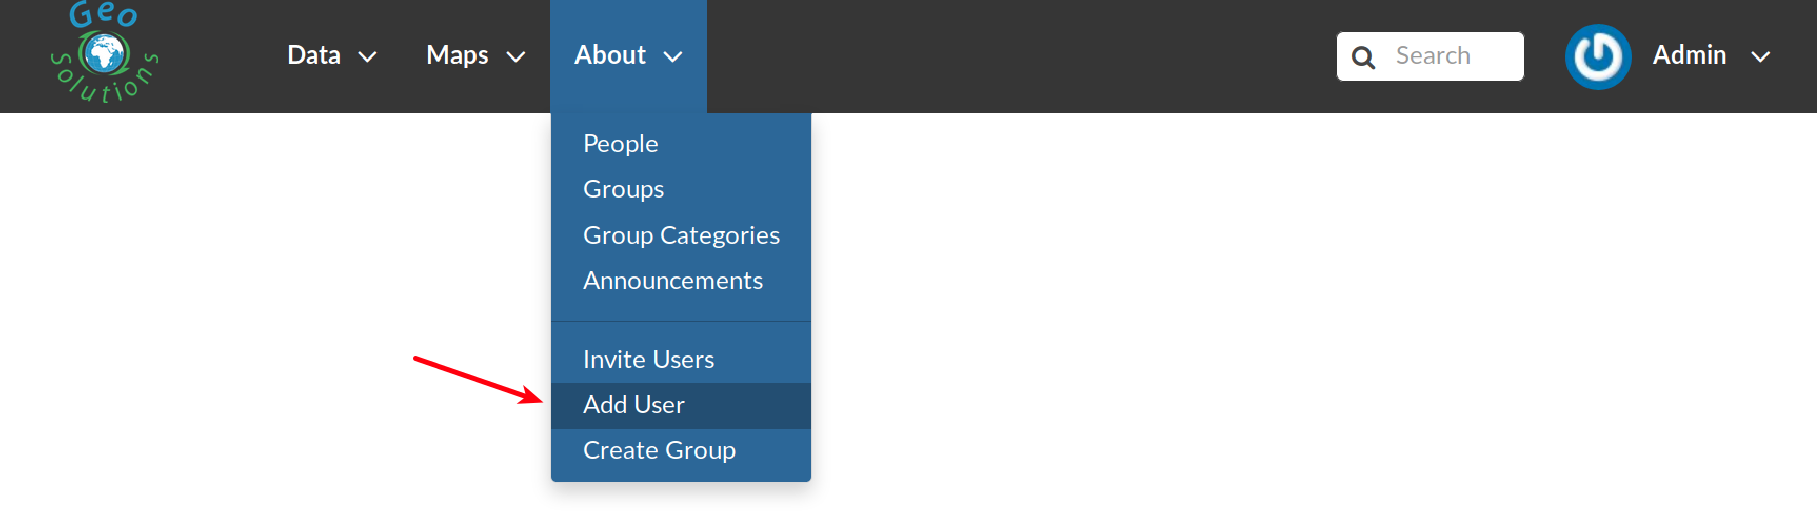 Geo
Solutions
Data
Maps
About
Search
Admin
People
Groups
Group Categories
Announcements
Invite Users
Add User
Create Group